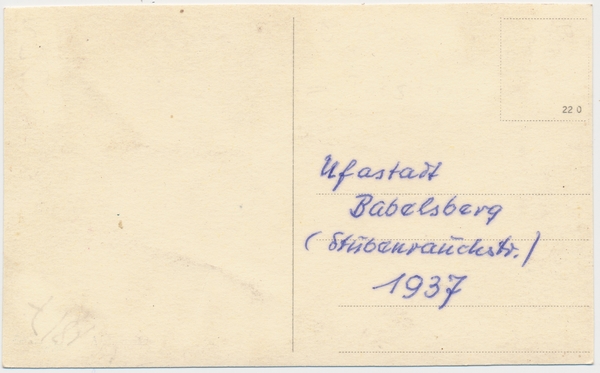 22 0
Ufastadt
Babelsberg
(Stubenrauchstr.)
1937